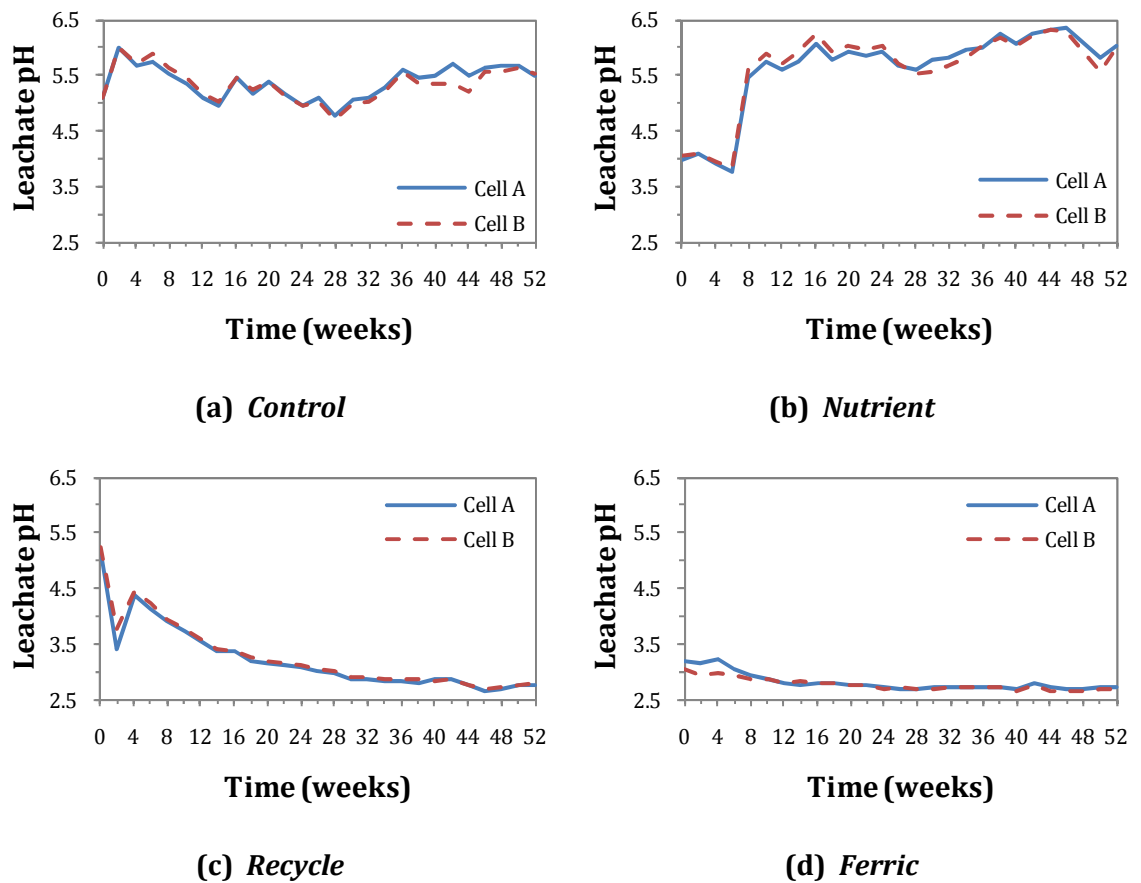 6.5
5.5
4.5
3.5
2.5
Leachate pH
Cell A
Cell B
0 4 8 12 16 20 24 28 32 36 40 44 48 52
Time (weeks)
(a) Control
6.5
5.5
4.5
3.5
2.5
Leachate pH
Cell A
Cell B
0 4 8 12 16 20 24 28 32 36 40 44 48 52
Time (weeks)
(b) Nutrient
6.5
5.5
4.5
3.5
2.5
Leachate pH
Cell A
Cell B
0 4 8 12 16 20 24 28 32 36 40 44 48 52
Time (weeks)
(c) Recycle
6.5
5.5
4.5
3.5
2.5
Leachate pH
Cell A
Cell B
0 4 8 12 16 20 24 28 32 36 40 44 48 52
Time (weeks)
(d) Ferric